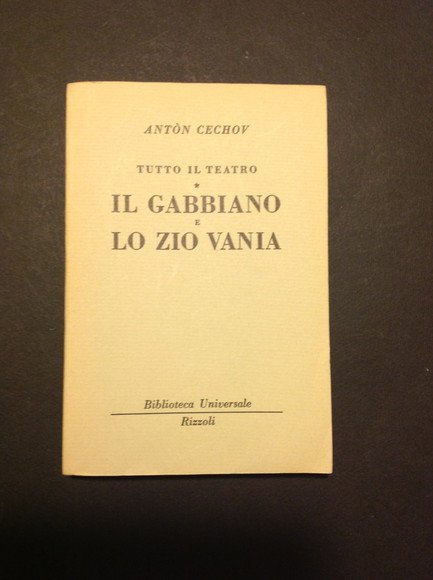 ANTÒN CECHOV
TUTTO IL TEATRO
*
IL GABBIANO
E
LO ZIO VANIA
Biblioteca Universale
Rizzoli